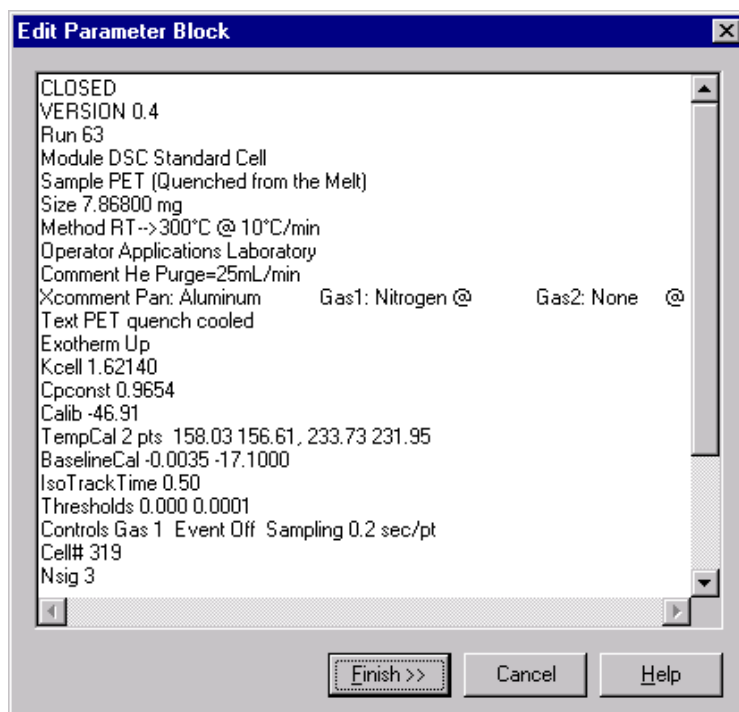 Edit Parameter Block
CLOSED
VERSION 0.4
Run 63
Module DSC Standard Cell
Sample PET (Quenched from the Melt)
Size 7.86800 mg
Method RT-->300°C @ 10°C/min
Operator Applications Laboratory
Comment He Purge=25mL/min
Xcomment Pan: Aluminum Gas1: Nitrogen @ Gas2: None @
Text PET quench cooled
Exotherm Up
Kcell 1.62140
Cpconst 0.9654
Calib -46.91
TempCal 2 pts 158.03 156.61, 233.73 231.95
BaselineCal -0.0035 -17.1000
IsoTrackTime 0.50
Thresholds 0.000 0.0001
Controls Gas 1 Event Off Sampling 0.2 sec/pt
Cell# 319
Nsig 3
Finish >> Cancel Help